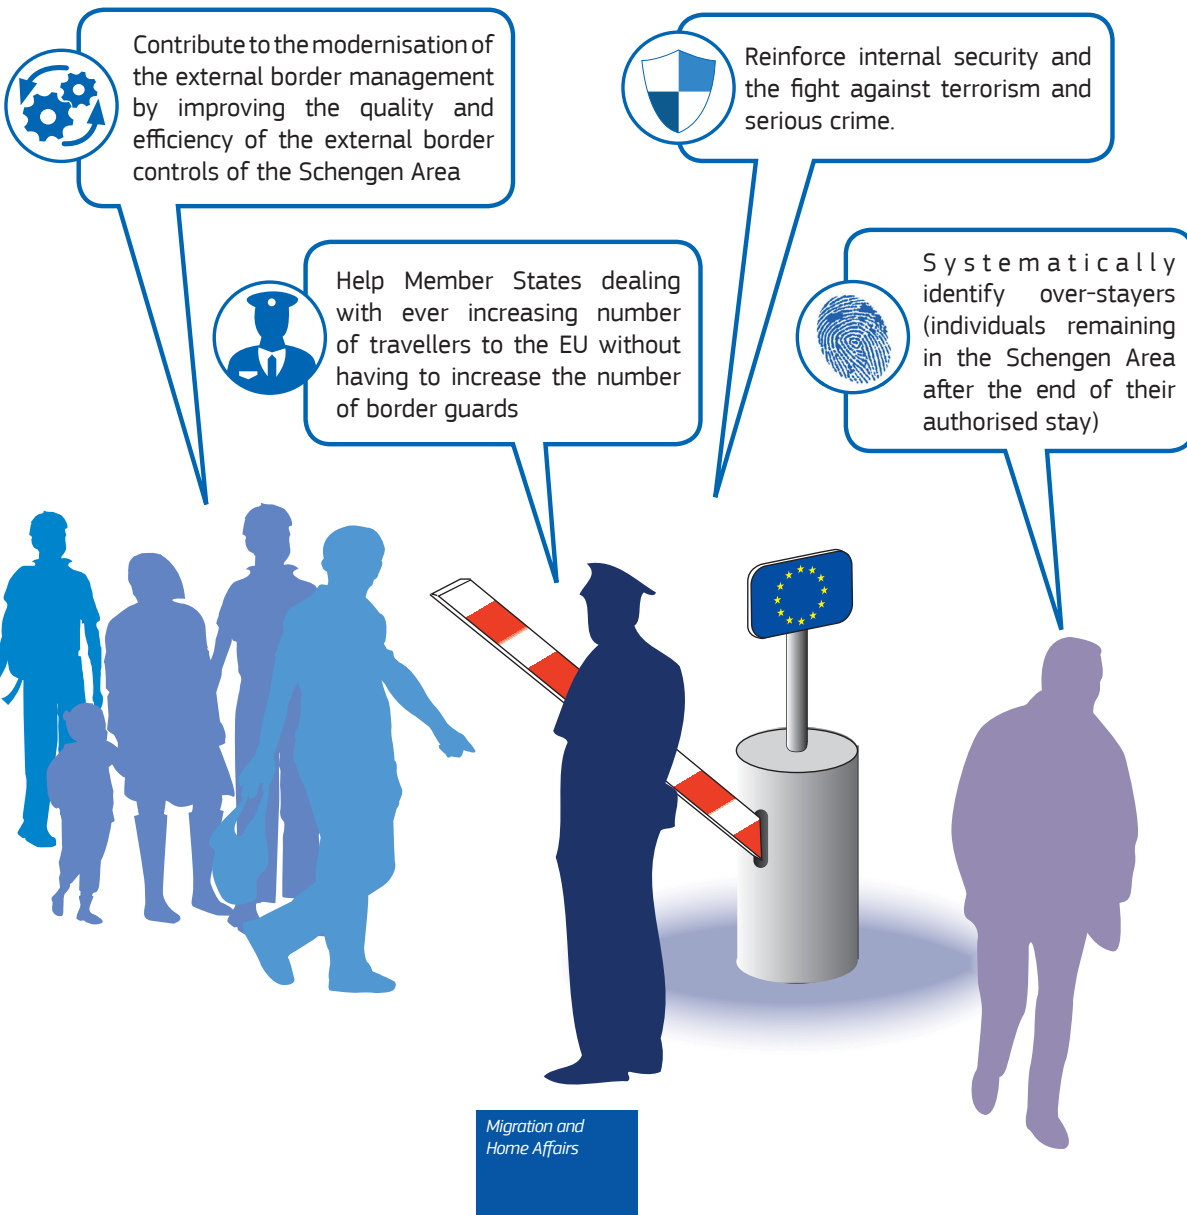 Contribute to the modernisation of
the external border management
by improving the quality and
efficiency of the external border
controls of the Schengen Area
Reinforce internal security and
the fight against terrorism and
serious crime.
Help Member States dealing
with ever increasing number
of travellers to the EU without
having to increase the number
of border guards
Systematically
identify over-stayers
(individuals remaining
in the Schengen Area
after the end of their
authorised stay)
Migration and
Home Affairs